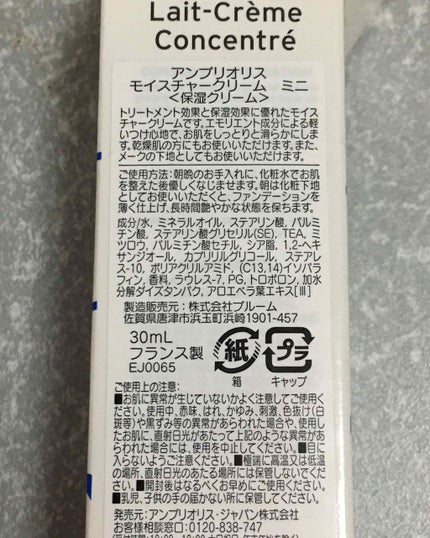 Lait-Crème
Concentré
アンブリオリス
モイスチャークリーム ミニ
<保湿クリーム>
トリートメント効果と保湿効果に優れたモイス
チャークリームです。エモリエント成分による軽
いつけ心地で、お肌をしっとりと滑らかにしま
す。乾燥肌の方にもお使いいただけます。また、
メークの下地としてもお使いいただけます。
ご使用方法:朝晩のお手入れに、化粧水でお肌
を整えた後優しくなじませます。朝は化粧下地
としてお使いいただくと、ファンデーションを
薄く仕上げ、長時間艶やかな状態を保ちます。
成分/水、ミネラルオイル、ステアリン酸、パルミ
チン酸、ステアリン酸グリセリル(SE)、TEA、ミ
ツロウ、パルミチン酸セチル、シア脂、1,2-ヘキ
サンジオール、カプリリルグリコール、ステア
レス-10、ポリアクリルアミド、(C13,14)イソパラ
フィン、香料、ラウレス-7、PG、トロポロン、加水
分解ダイズタンパク、アロエベラ葉エキス[Ⅲ]
製造販売元:株式会社ブルーム
佐賀県唐津市浜玉町浜崎1901-457
30mL
フランス製
EJ0065
紙
箱
プラ
キャップ
ご使用上の注意:
■お肌に異常が生じていないかよく注意してご使用く
ださい。使用中、赤味、はれ、かゆみ、刺激、色抜け(白
斑等)や黒ずみ等の異常があらわれた場合や、使用し
たお肌に、直射日光があたって上記のような異常があ
らわれた場合には、使用を中止してください。■目に
入らないようご注意ください。■極端に高温又は低温
の場所、直射日光のあたる場所には保管しないでくだ
さい。■開封後はなるべくお早めにご使用ください。
■乳児、子供の手の届かない所に保管してください。
発売元:アンブリオリス・ジャパン株式会社
お客様相談室:0120-838-747